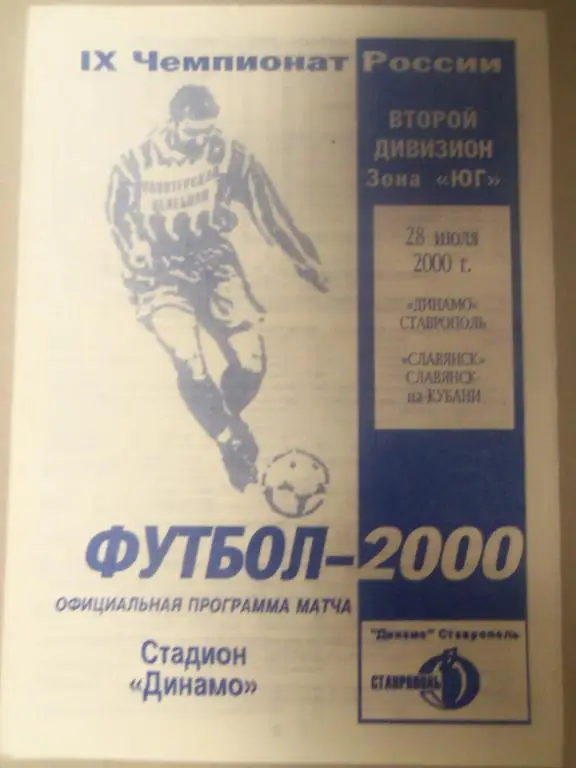 IX Чемпионат России
ВТОРОЙ
ДИВИЗИОН
Зона «ЮГ»
28 июля
2000 г.
«ДИНАМО»
СТАВРОПОЛЬ
«СЛАВЯНСК»
СЛАВЯНСК-
на-КУБАНИ
ФУТБОЛ-2000
ОФИЦИАЛЬНАЯ ПРОГРАММА МАТЧА
Стадион
«Динамо»
"Динамо" Ставрополь
СТАВРОПОЛЬ